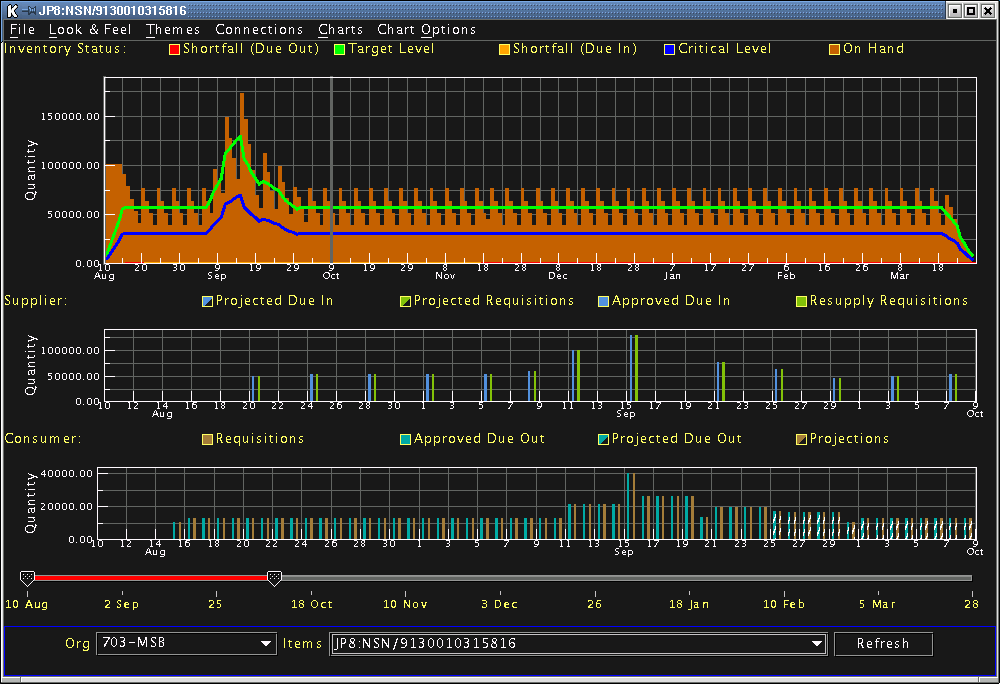 JP8:NSN/9130010315816
File Look & Feel Themes Connections Charts Chart Options
Inventory Status: Shortfall (Due Out) Target Level Shortfall (Due In) Critical Level On Hand
Quantity
150000.00
100000.00
50000.00
0.00
10 20 30 9 19 29 9 19 29 8 18 28 8 18 28 7 17 27 6 16 26 8 18
Aug Sep Oct Nov Dec Jan Feb Mar
Supplier: Projected Due In Projected Requisitions Approved Due In Resupply Requisitions
Quantity
100000.00
50000.00
0.00
10 12 14 16 18 20 22 24 26 28 30 1 3 5 7 9 11 13 15 17 19 21 23 25 27 29 1 3 5 7 9
Aug Sep Oct
Consumer: Requisitions Approved Due Out Projected Due Out Projections
Quantity
40000.00
20000.00
0.00
10 12 14 16 18 20 22 24 26 28 30 1 3 5 7 9 11 13 15 17 19 21 23 25 27 29 1 3 5 7 9
Aug Sep Oct
10 Aug 2 Sep 25 18 Oct 10 Nov 3 Dec 26 18 Jan 10 Feb 5 Mar 28
Org 703-MSB Items JP8:NSN/9130010315816 Refresh